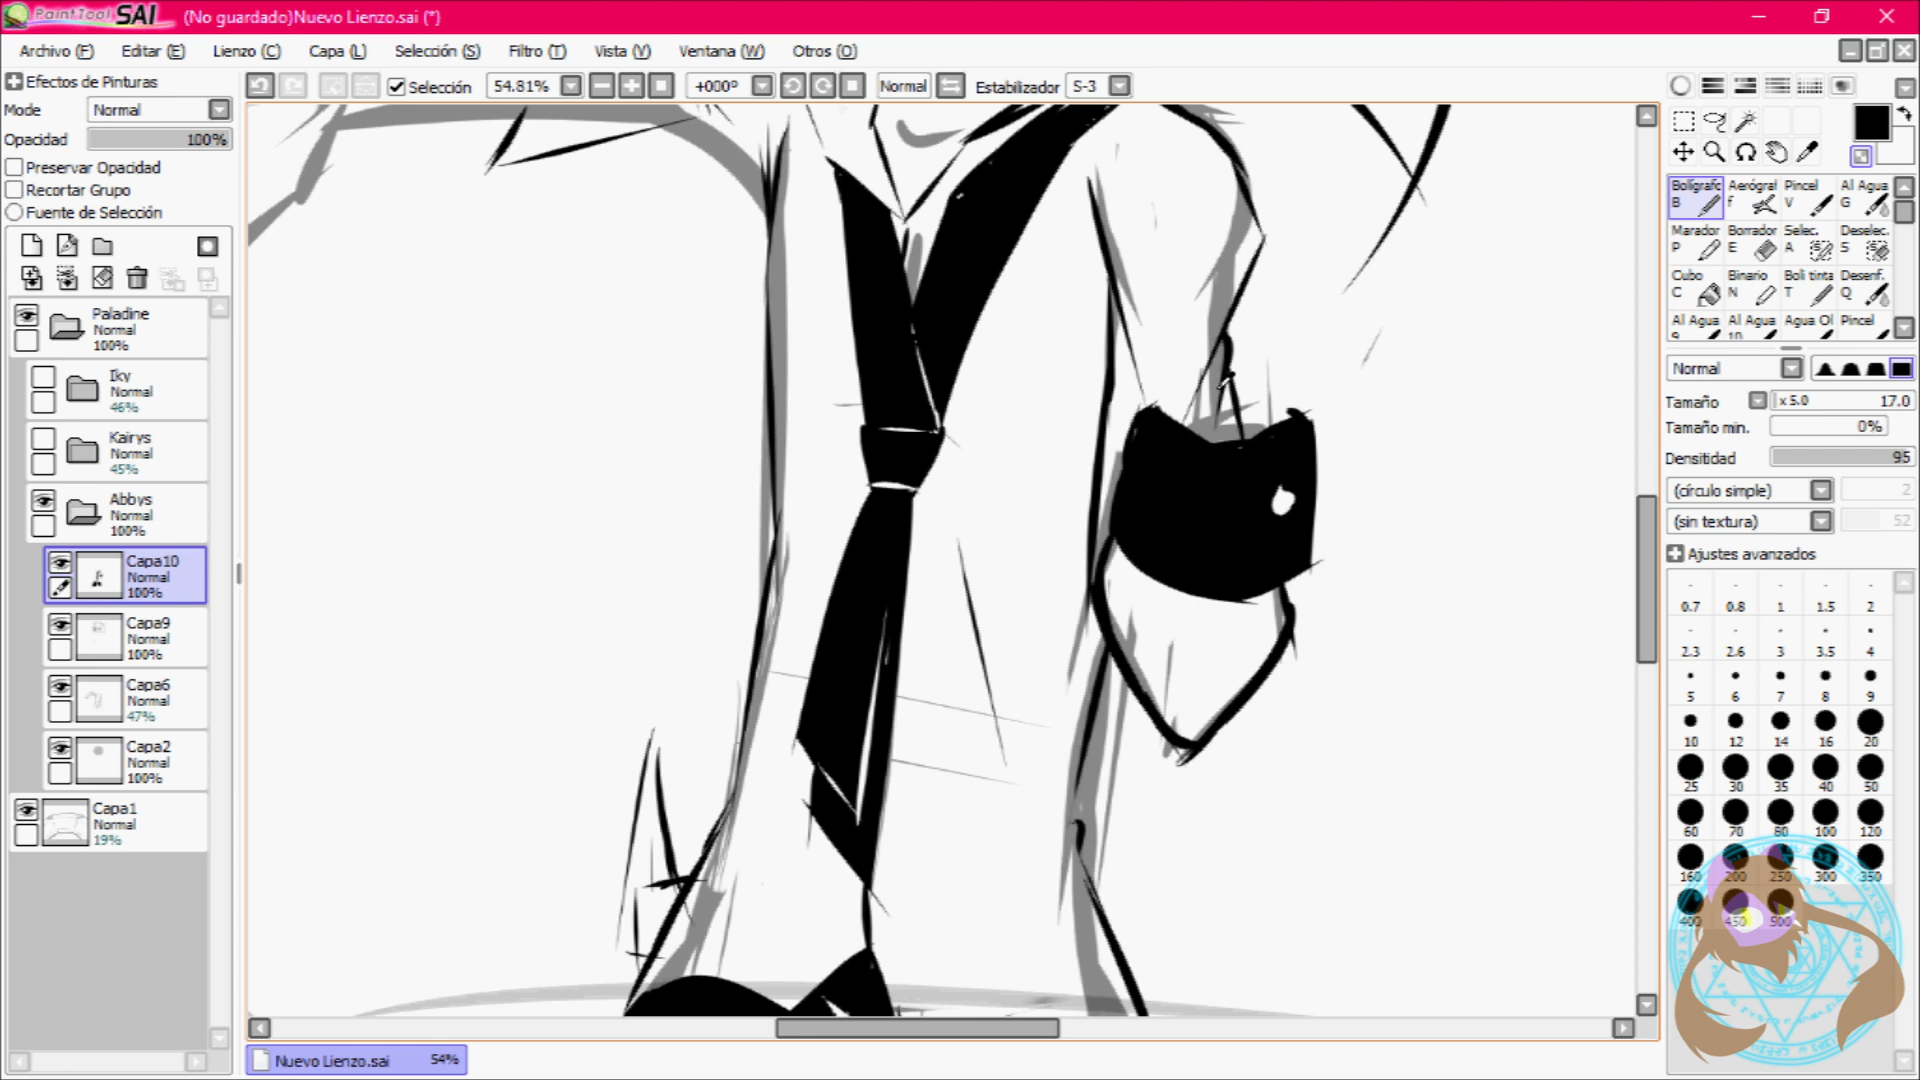 PaintTool SAI (No guardado)Nuevo Lienzo.sai (*)
Archivo (F) Editar (E) Lienzo (C) Capa (L) Selección (S) Filtro (T) Vista (V) Ventana (W) Otros (O)
Efectos de Pinturas
Selección 54.81% +000º Normal Estabilizador S-3
Mode Normal
Opacidad 100%
Preservar Opacidad
Recortar Grupo
Fuente de Selección
Paladine
Normal
100%
Iky
Normal
46%
Kairys
Normal
45%
Abbys
Normal
100%
Capa10
Normal
100%
Capa9
Normal
100%
Capa6
Normal
47%
Capa2
Normal
100%
Capa1
Normal
19%
Nuevo Lienzo.sai 54%
Bolígrafc Aerógraf Pincel Al Agua
B f V G
Marador Borrador Selec. Deselec.
P E A S
Cubo Binario Boli tinta Desenf.
C N T Q
Al Agua Al Agua Agua Ol Pincel
9 10
Normal
Tamaño x 5.0 17.0
Tamaño min. 0%
Densitidad 95
(círculo simple) 2
(sin textura) 52
Ajustes avanzados
0.7 0.8 1 1.5 2
2.3 2.6 3 3.5 4
5 6 7 8 9
10 12 14 16 20
25 30 35 40 50
60 70 80 100 120
160 200 250 300 350
400 450 500